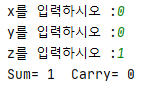 x를 입력하시오 :0
y를 입력하시오 :0
z를 입력하시오 :1
Sum= 1  Carry= 0